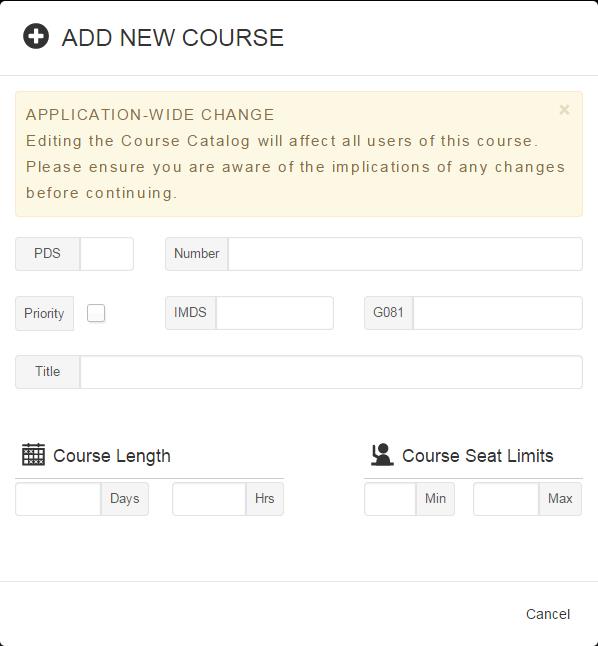 ADD NEW COURSE
APPLICATION-WIDE CHANGE ×
Editing the Course Catalog will affect all users of this course.
Please ensure you are aware of the implications of any changes
before continuing.
PDS Number
Priority IMDS G081
Title
Course Length Course Seat Limits
Days Hrs Min Max
Cancel